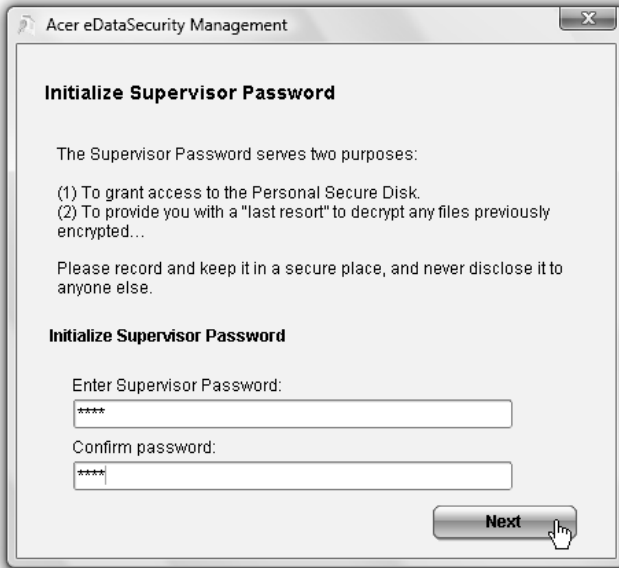 Acer eDataSecurity Management
Initialize Supervisor Password
The Supervisor Password serves two purposes:
(1) To grant access to the Personal Secure Disk.
(2) To provide you with a "last resort" to decrypt any files previously
encrypted...
Please record and keep it in a secure place, and never disclose it to
anyone else.
Initialize Supervisor Password
Enter Supervisor Password:
****
Confirm password:
****
Next